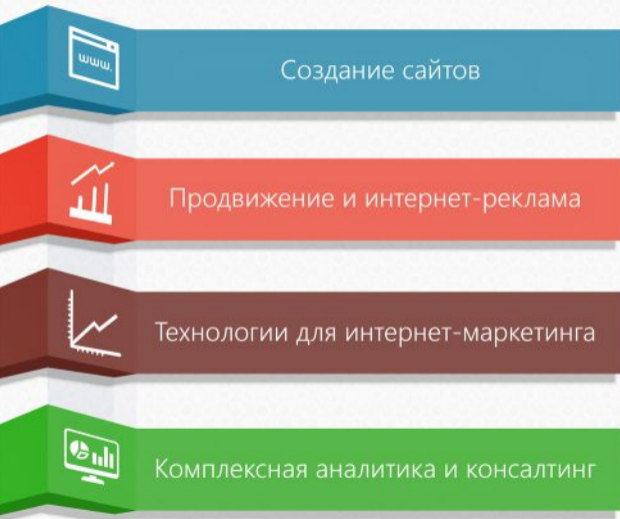 www.
Создание сайтов
Продвижение и интернет-реклама
Технологии для интернет-маркетинга
Комплексная аналитика и консалтинг